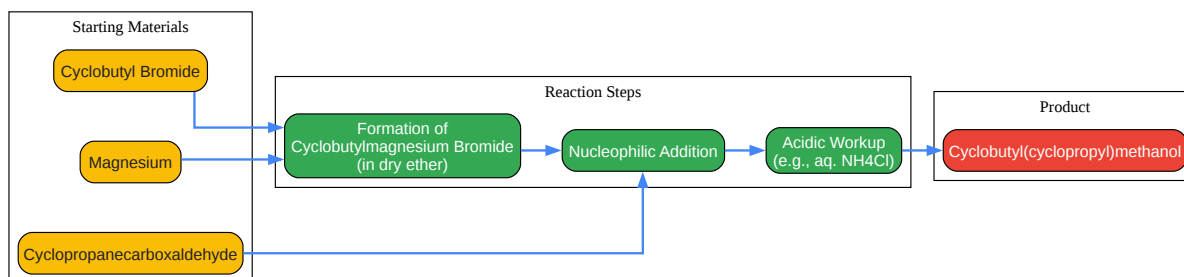 Starting Materials
Cyclobutyl Bromide
Magnesium
Cyclopropanecarboxaldehyde
Reaction Steps
Formation of
Cyclobutylmagnesium Bromide
(in dry ether)
Nucleophilic Addition
Acidic Workup
(e.g., aq. NH4Cl)
Product
Cyclobutyl(cyclopropyl)methanol